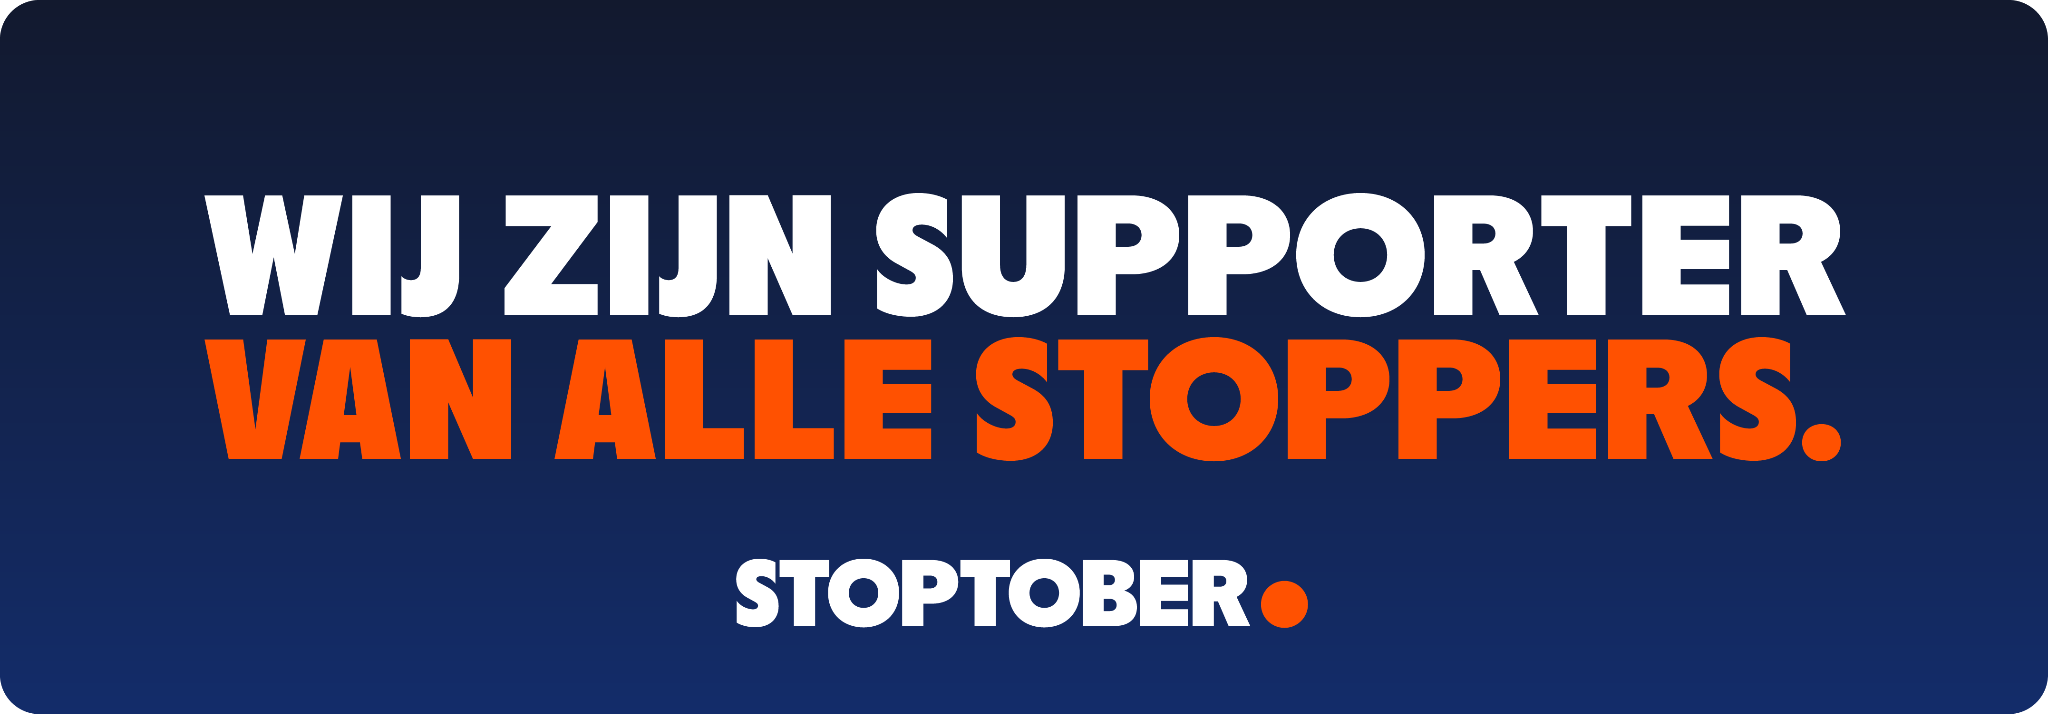 WIJ ZIJN SUPPORTER
VAN ALLE STOPPERS.
STOPTOBER.